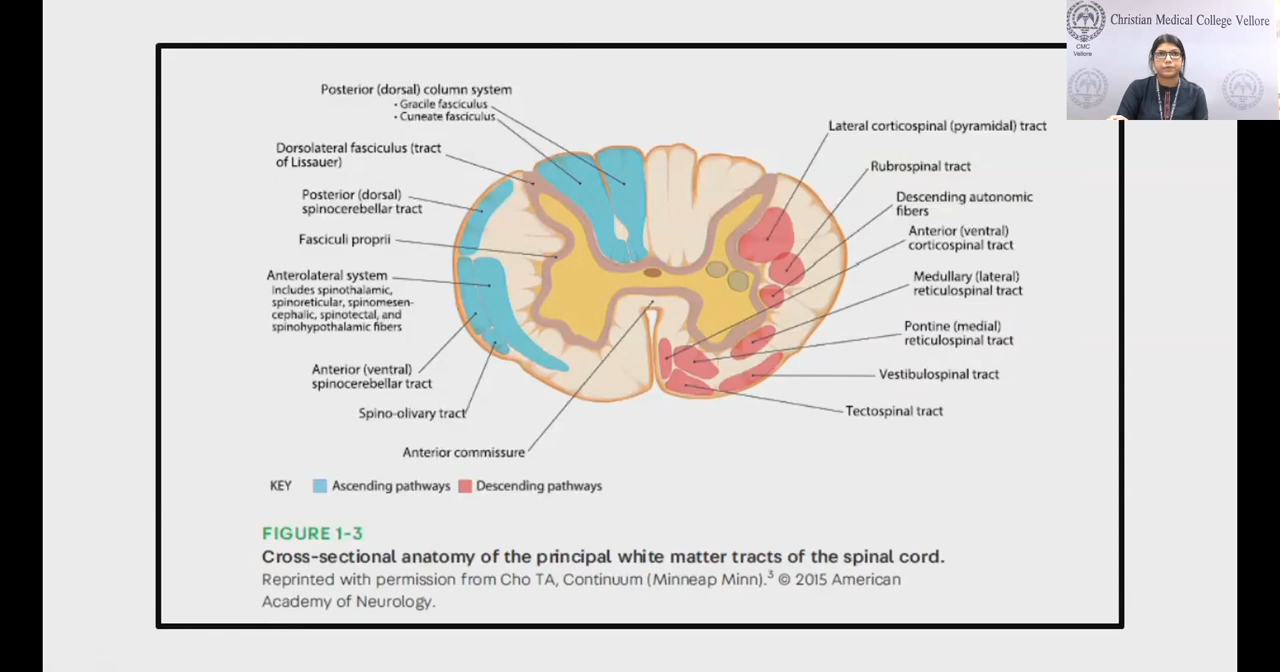 Christian Medical College Vellore
CMC
Vellore
Posterior (dorsal) column system
• Gracile fasciculus
• Cuneate fasciculus
Dorsolateral fasciculus (tract
of Lissauer)
Posterior (dorsal)
spinocerebellar tract
Fasciculi proprii
Anterolateral system
Includes spinothalamic,
spinoreticular, spinomesen-
cephalic, spinotectal, and
spinohypothalamic fibers
Anterior (ventral)
spinocerebellar tract
Spino-olivary tract
Anterior commissure
Lateral corticospinal (pyramidal) tract
Rubrospinal tract
Descending autonomic
fibers
Anterior (ventral)
corticospinal tract
Medullary (lateral)
reticulospinal tract
Pontine (medial)
reticulospinal tract
Vestibulospinal tract
Tectospinal tract
KEY Ascending pathways Descending pathways
FIGURE 1-3
Cross-sectional anatomy of the principal white matter tracts of the spinal cord.
Reprinted with permission from Cho TA, Continuum (Minneap Minn).³ © 2015 American
Academy of Neurology.